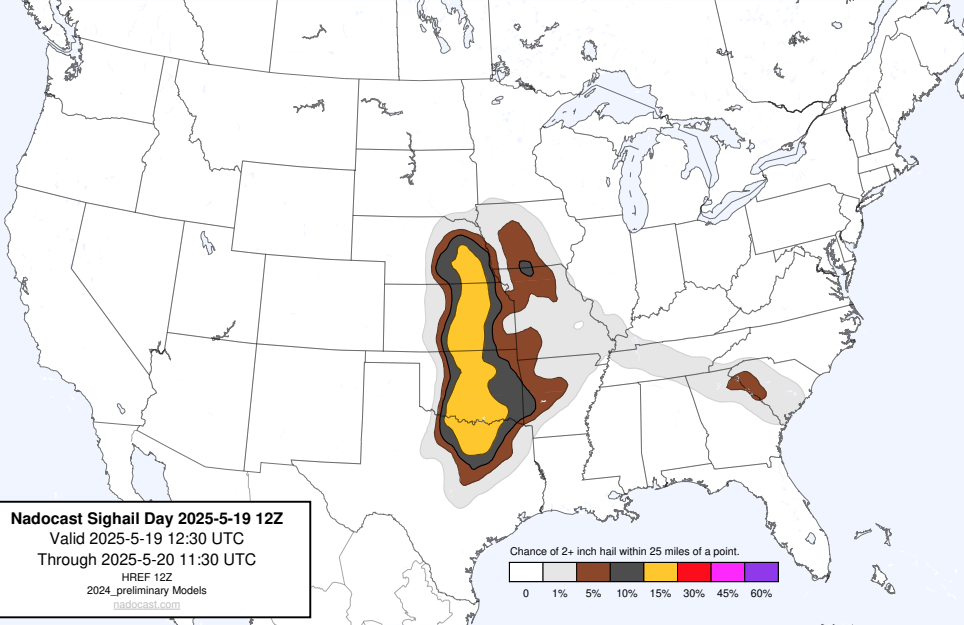 Nadocast Sighail Day 2025-5-19 12Z
Valid 2025-5-19 12:30 UTC
Through 2025-5-20 11:30 UTC
HREF 12Z
2024_preliminary Models
nadocast.com
Chance of 2+ inch hail within 25 miles of a point.
0 1% 5% 10% 15% 30% 45% 60%